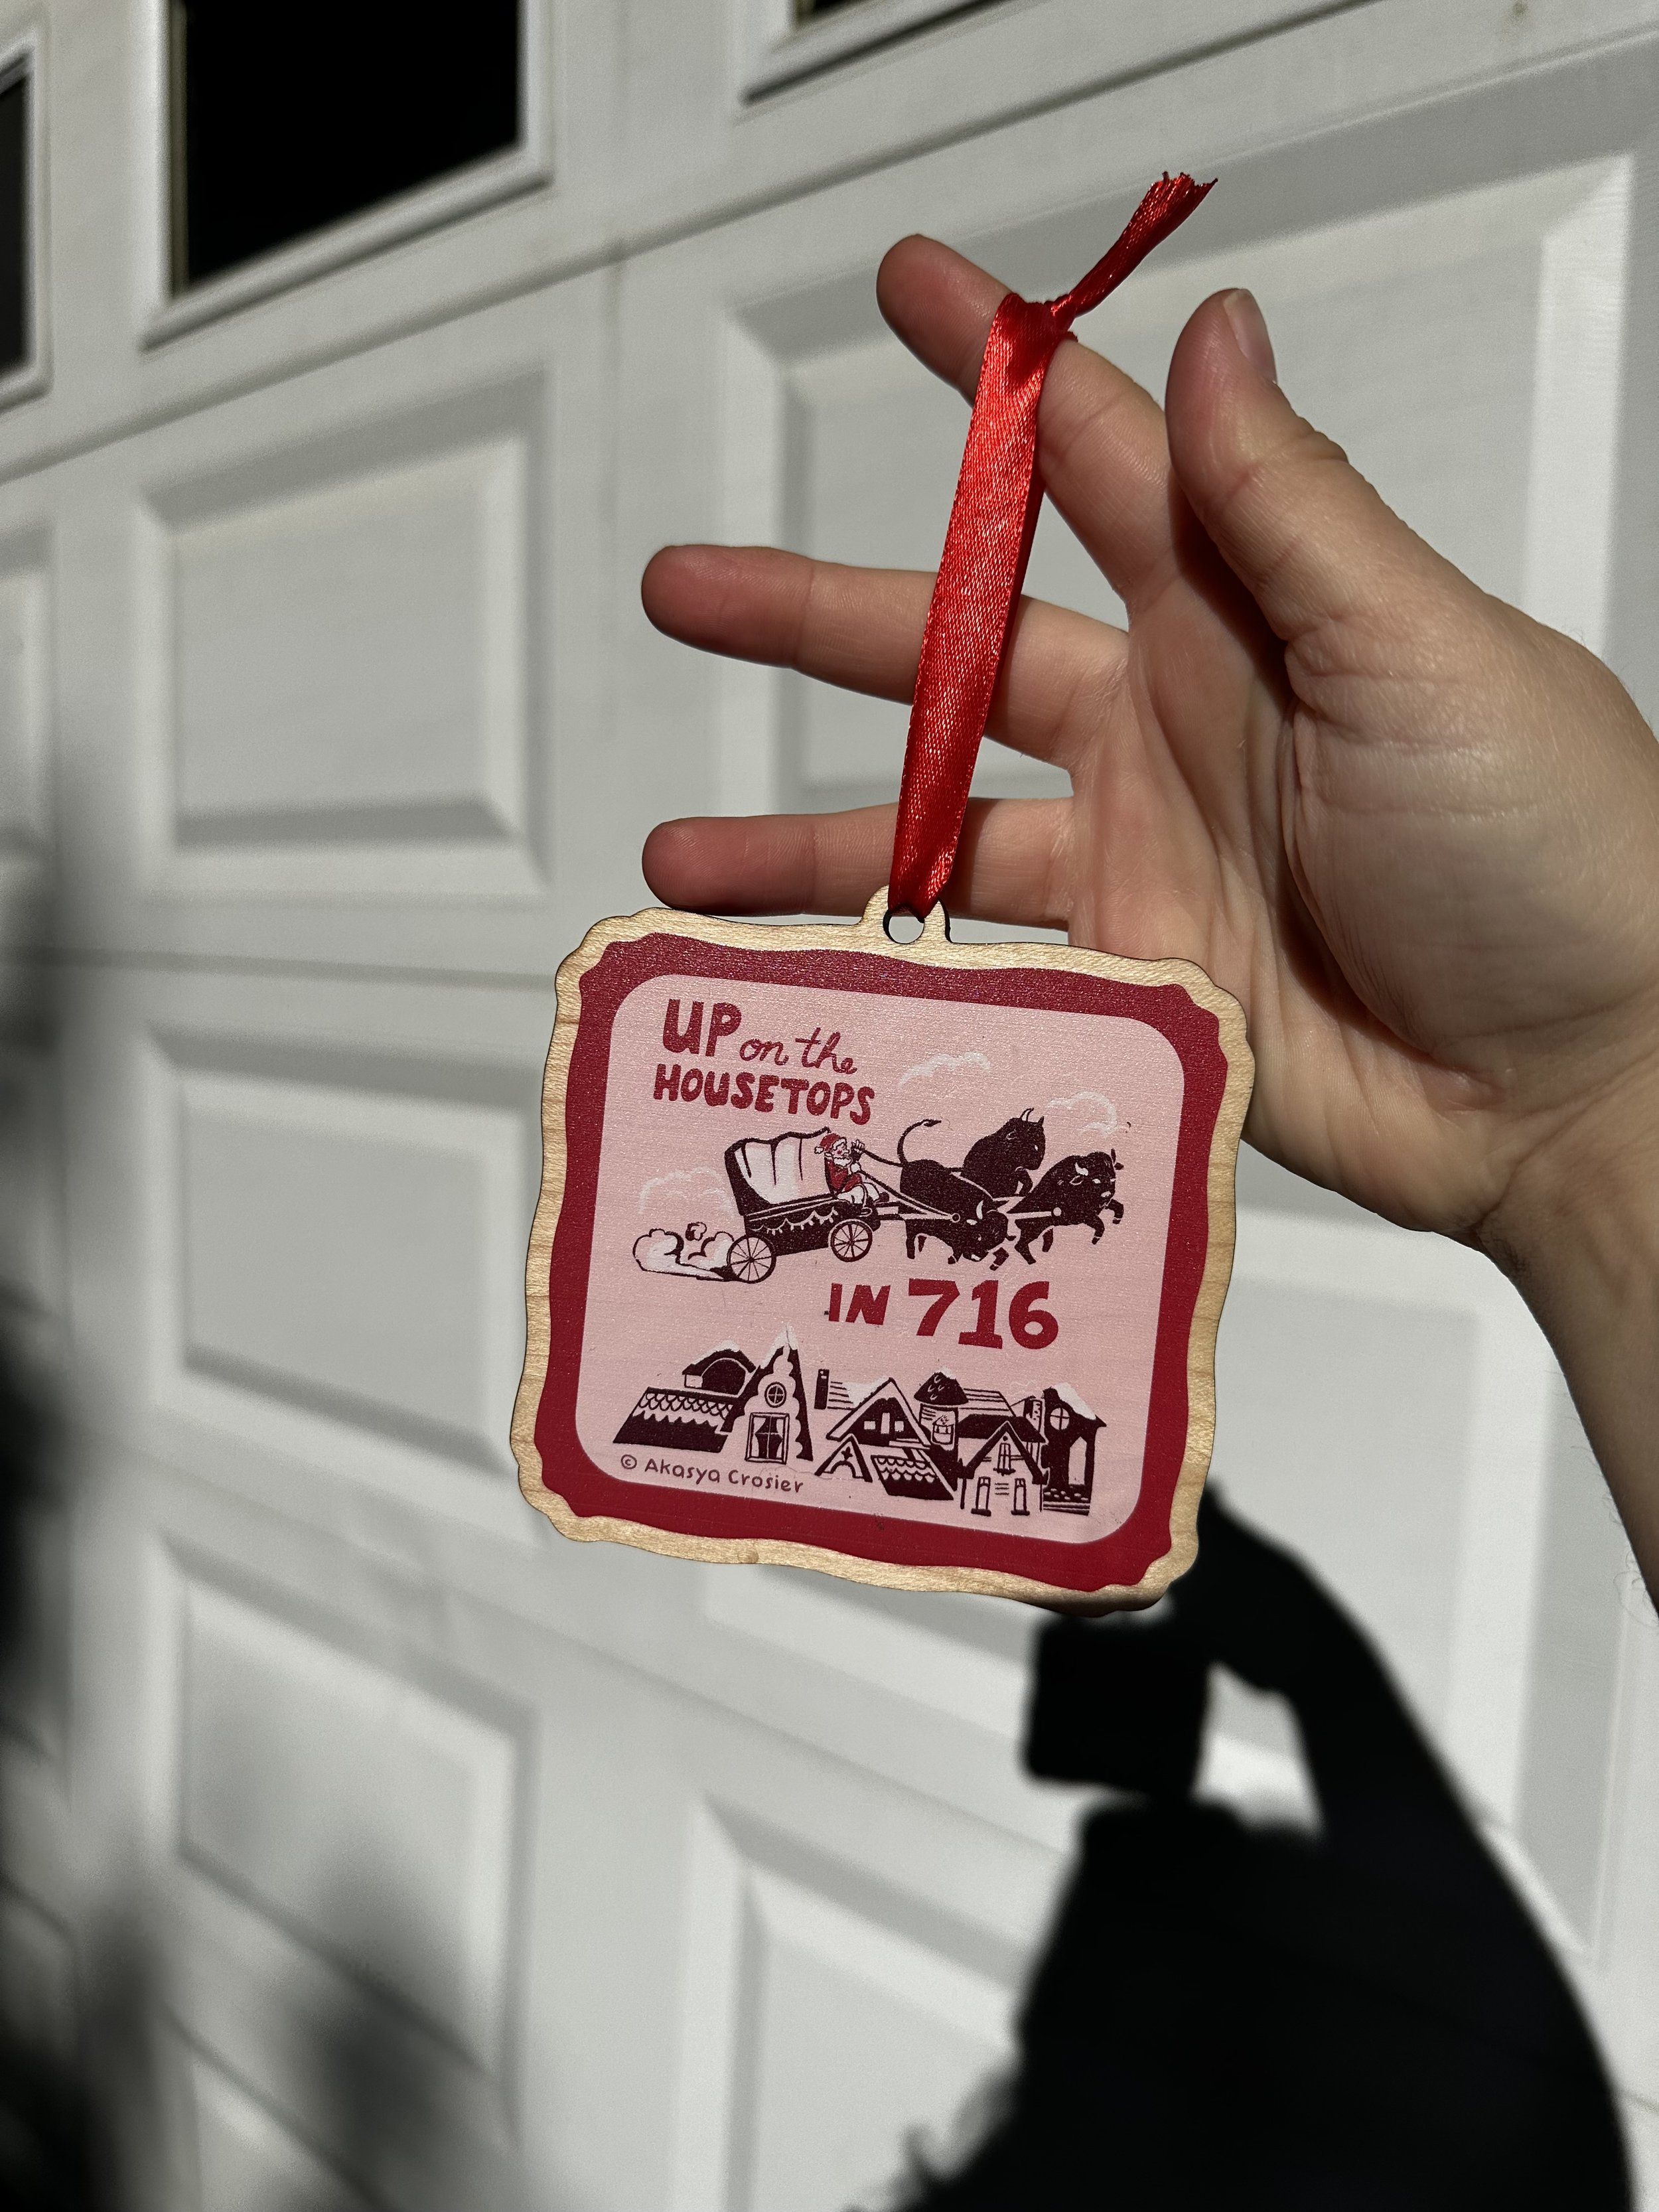 UP on the
HOUSETOPS
IN 716
© Akasya Crosier